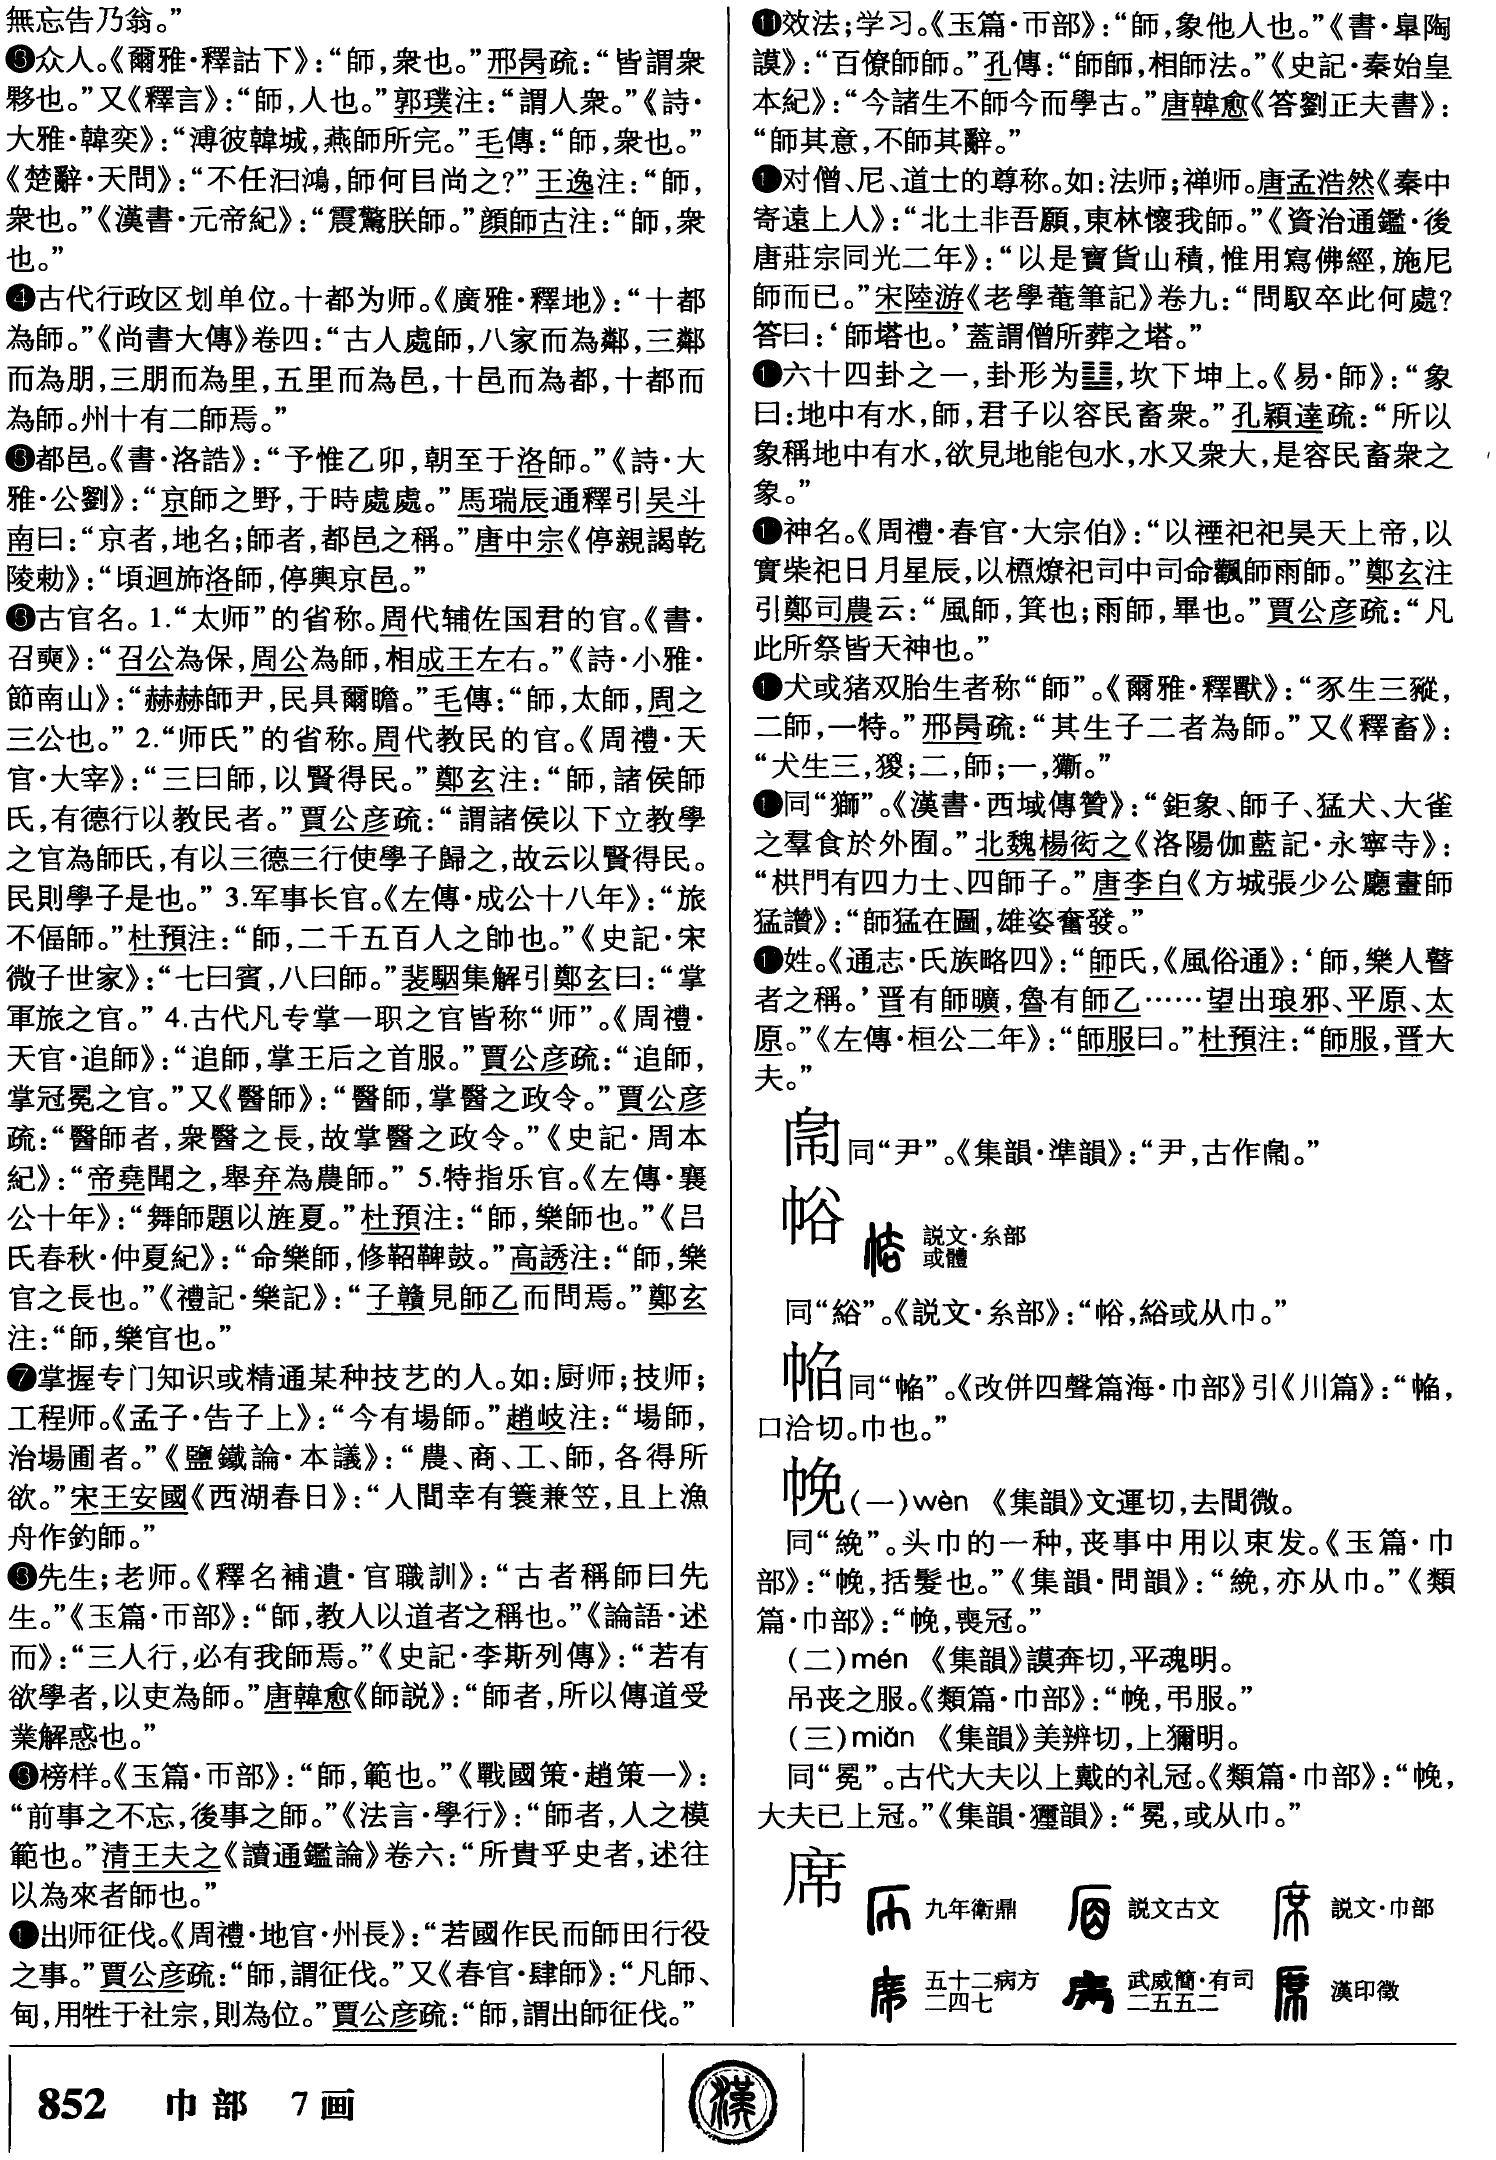 無忘告乃翁。”
❸众人。《爾雅·釋詁下》：“師，衆也。”邢昺疏：“皆謂衆
夥也。”又《釋言》：“師，人也。”郭璞注：“謂人衆。”《詩·
大雅·韓奕》：“溥彼韓城，燕師所完。”毛傳：“師，衆也。”
《楚辭·天問》：“不任汩鴻，師何目尚之？”王逸注：“師，
衆也。”《漢書·元帝紀》：“震驚朕師。”顔師古注：“師，衆
也。”
❹古代行政区划单位。十都为师。《廣雅·釋地》：“十都
為師。”《尚書大傳》卷四：“古人處師，八家而為鄰，三鄰
而為朋，三朋而為里，五里而為邑，十邑而為都，十都而
為師。州十有二師焉。”
❺都邑。《書·洛誥》：“予惟乙卯，朝至于洛師。”《詩·大
雅·公劉》：“京師之野，于時處處。”馬瑞辰通釋引吴斗
南曰：“京者，地名；師者，都邑之稱。”唐中宗《停親謁乾
陵勅》：“頃迴斾洛師，停輿京邑。”
❻古官名。1.“太师”的省称。周代辅佐国君的官。《書·
召奭》：“召公為保，周公為師，相成王左右。”《詩·小雅·
節南山》：“赫赫師尹，民具爾瞻。”毛傳：“師，太師，周之
三公也。” 2.“师氏”的省称。周代教民的官。《周禮·天
官·大宰》：“三曰師，以賢得民。”鄭玄注：“師，諸侯師
氏，有德行以教民者。”賈公彦疏：“謂諸侯以下立教學
之官為師氏，有以三德三行使學子歸之，故云以賢得民。
民則學子是也。” 3.军事长官。《左傳·成公十八年》：“旅
不偪師。”杜預注：“師，二千五百人之帥也。”《史記·宋
微子世家》：“七曰賓，八曰師。”裴駰集解引鄭玄曰：“掌
軍旅之官。” 4.古代凡专掌一职之官皆称“师”。《周禮·
天官·追師》：“追師，掌王后之首服。”賈公彦疏：“追師，
掌冠冕之官。”又《醫師》：“醫師，掌醫之政令。”賈公彦
疏：“醫師者，衆醫之長，故掌醫之政令。”《史記·周本
紀》：“帝堯聞之，舉弃為農師。” 5.特指乐官。《左傳·襄
公十年》：“舞師題以旌夏。”杜預注：“師，樂師也。”《吕
氏春秋·仲夏紀》：“命樂師，修鞀鞞鼓。”高誘注：“師，樂
官之長也。”《禮記·樂記》：“子贛見師乙而問焉。”鄭玄
注：“師，樂官也。”
❼掌握专门知识或精通某种技艺的人。如：厨师；技师；
工程师。《孟子·告子上》：“今有場師。”趙岐注：“場師，
治場圃者。”《鹽鐵論·本議》：“農、商、工、師，各得所
欲。”宋王安國《西湖春日》：“人間幸有蓑兼笠，且上漁
舟作釣師。”
❽先生；老师。《釋名補遺·官職訓》：“古者稱師曰先
生。”《玉篇·帀部》：“師，教人以道者之稱也。”《論語·述
而》：“三人行，必有我師焉。”《史記·李斯列傳》：“若有
欲學者，以吏為師。”唐韓愈《師説》：“師者，所以傳道受
業解惑也。”
❾榜样。《玉篇·帀部》：“師，範也。”《戰國策·趙策一》：
“前事之不忘，後事之師。”《法言·學行》：“師者，人之模
範也。”清王夫之《讀通鑑論》卷六：“所貴乎史者，述往
以為來者師也。”
❿出师征伐。《周禮·地官·州長》：“若國作民而師田行役
之事。”賈公彦疏：“師，謂征伐。”又《春官·肆師》：“凡師、
甸，用牲于社宗，則為位。”賈公彦疏：“師，謂出師征伐。”
⓫效法；学习。《玉篇·帀部》：“師，象他人也。”《書·臯陶
謨》：“百僚師師。”孔傳：“師師，相師法。”《史記·秦始皇
本紀》：“今諸生不師今而學古。”唐韓愈《答劉正夫書》：
“師其意，不師其辭。”
⓬对僧、尼、道士的尊称。如：法师；禅师。唐孟浩然《秦中
寄遠上人》：“北土非吾願，東林懷我師。”《資治通鑑·後
唐莊宗同光二年》：“以是寶貨山積，惟用寫佛經，施尼
師而已。”宋陸游《老學菴筆記》卷九：“問馭卒此何處？
答曰：‘師塔也。’蓋謂僧所葬之塔。”
⓭六十四卦之一，卦形为䷆，坎下坤上。《易·師》：“象
曰：地中有水，師，君子以容民畜衆。”孔穎達疏：“所以
象稱地中有水，欲見地能包水，水又衆大，是容民畜衆之
象。”
⓮神名。《周禮·春官·大宗伯》：“以禋祀祀昊天上帝，以
實柴祀日月星辰，以槱燎祀司中司命飌師雨師。”鄭玄注
引鄭司農云：“風師，箕也；雨師，畢也。”賈公彦疏：“凡
此所祭皆天神也。”
⓯犬或猪双胎生者称“師”。《爾雅·釋獸》：“豕生三豵，
二師，一特。”邢昺疏：“其生子二者為師。”又《釋畜》：
“犬生三，猣；二，師；一，玂。”
⓰同“獅”。《漢書·西域傳贊》：“鉅象、師子、猛犬、大雀
之羣食於外囿。”北魏楊衒之《洛陽伽藍記·永寧寺》：
“栱門有四力士、四師子。”唐李白《方城張少公廳畫師
猛讚》：“師猛在圖，雄姿奮發。”
⓱姓。《通志·氏族略四》：“師氏，《風俗通》：‘師，樂人瞽
者之稱。’晋有師曠，魯有師乙……望出琅邪、平原、太
原。”《左傳·桓公二年》：“師服曰。”杜預注：“師服，晋大
夫。”
同“尹”。《集韻·準韻》：“尹，古作𢂇。”
帢 説文·糸部
或體
同“綌”。《説文·糸部》：“㕁，綌或从巾。”
同“帢”。《改併四聲篇海·巾部》引《川篇》：“㡊，
口洽切。巾也。”
帨(一)wèn 《集韻》文運切，去問微。
同“絻”。头巾的一种，丧事中用以束发。《玉篇·巾
部》：“㡈，括髮也。”《集韻·問韻》：“絻，亦从巾。”《類
篇·巾部》：“㡈，喪冠。”
(二)mén 《集韻》謨奔切，平魂明。
吊丧之服。《類篇·巾部》：“㡈，弔服。”
(三)miǎn 《集韻》美辨切，上獮明。
同“冕”。古代大夫以上戴的礼冠。《類篇·巾部》：“㡈，
大夫已上冠。”《集韻·獮韻》：“冕，或从巾。”
席 九年衛鼎 説文古文 説文·巾部
五十二病方 二四七 武威簡·有司 二五五二 漢印徵
852 巾部 7画
漢